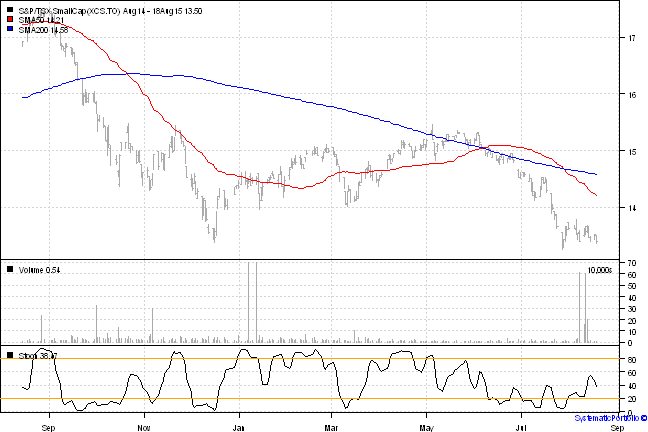 S&P/TSX SmallCap(XCS.TO) Aug14 - 18Aug15 13.50
SMA50 14.21
SMA200 14.58
17
16
15
14
Volume 0.54
10,000s
70
60
50
40
30
20
10
0
Stoch
80
60
40
20
0
Sep
Nov
Jan
Mar
May
Jul
Sep
SystematicPortfolio ©